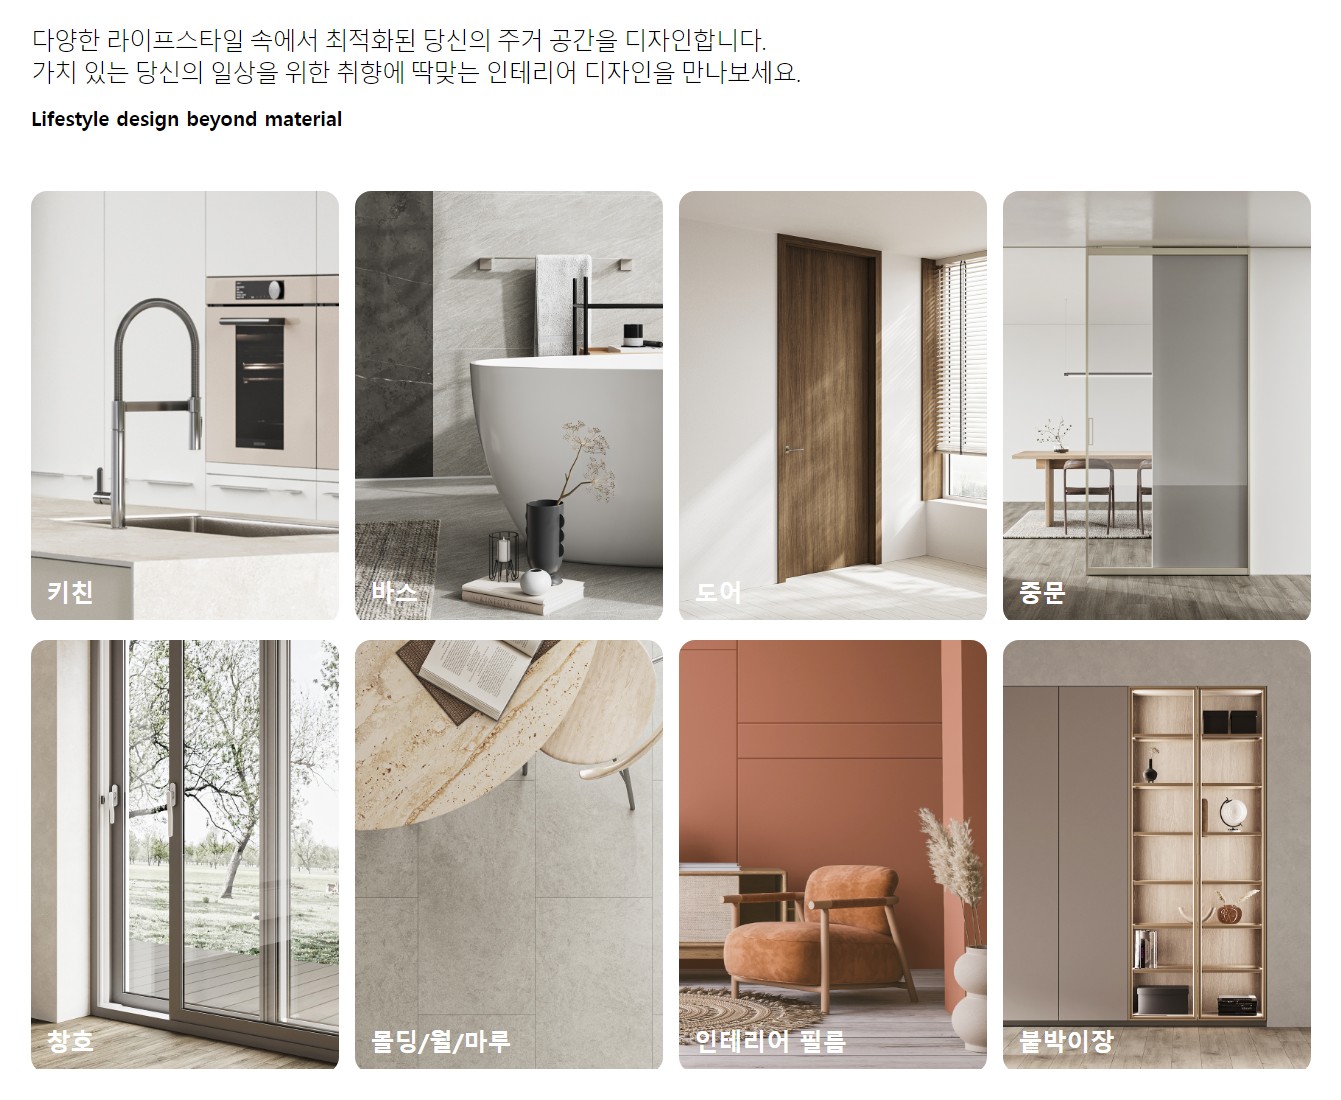 다양한 라이프스타일 속에서 최적화된 당신의 주거 공간을 디자인합니다.
가치 있는 당신의 일상을 위한 취향에 딱맞는 인테리어 디자인을 만나보세요.
Lifestyle design beyond material
키친
바스
도어
중문
창호
몰딩/월/마루
인테리어 필름
붙박이장